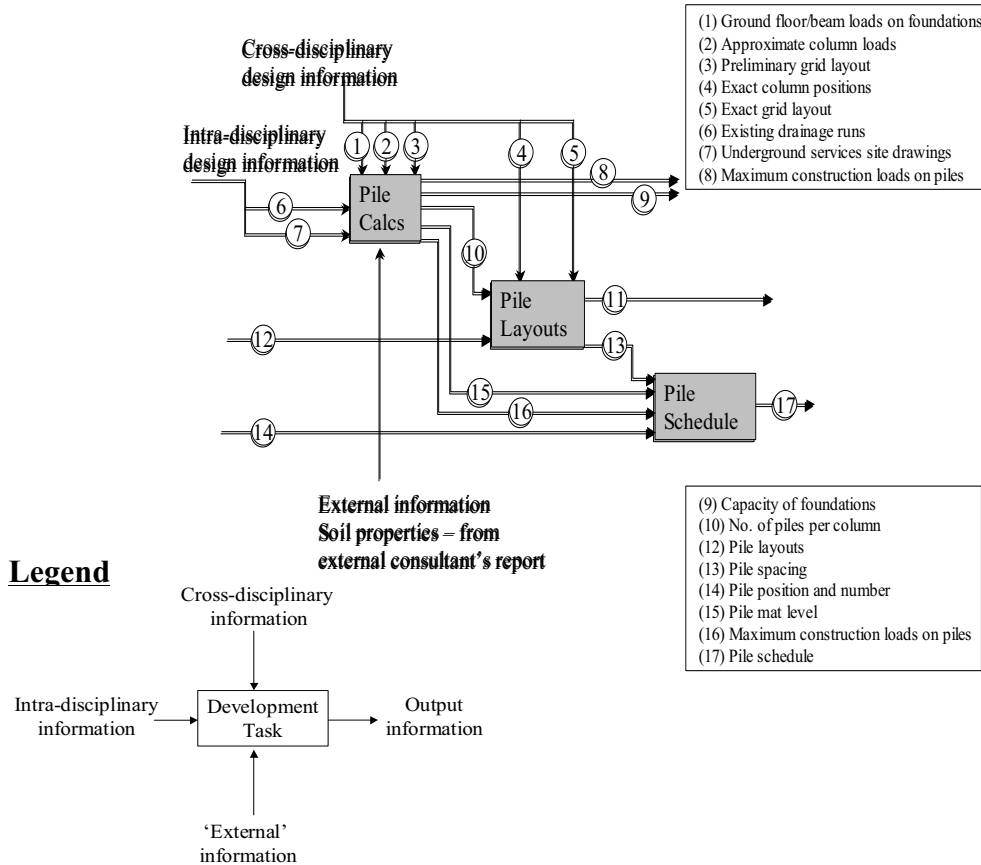 Cross-disciplinary
design information
Intra-disciplinary
design information
1
2
3
4
5
6
7
Pile
Calcs
8
9
10
Pile
Layouts
11
12
13
15
16
14
Pile
Schedule
17
External information
Soil properties – from
external consultant's report
(1) Ground floor/beam loads on foundations
(2) Approximate column loads
(3) Preliminary grid layout
(4) Exact column positions
(5) Exact grid layout
(6) Existing drainage runs
(7) Underground services site drawings
(8) Maximum construction loads on piles
(9) Capacity of foundations
(10) No. of piles per column
(12) Pile layouts
(13) Pile spacing
(14) Pile position and number
(15) Pile mat level
(16) Maximum construction loads on piles
(17) Pile schedule
Legend
Cross-disciplinary
information
Intra-disciplinary
information
Development
Task
Output
information
‘External’
information